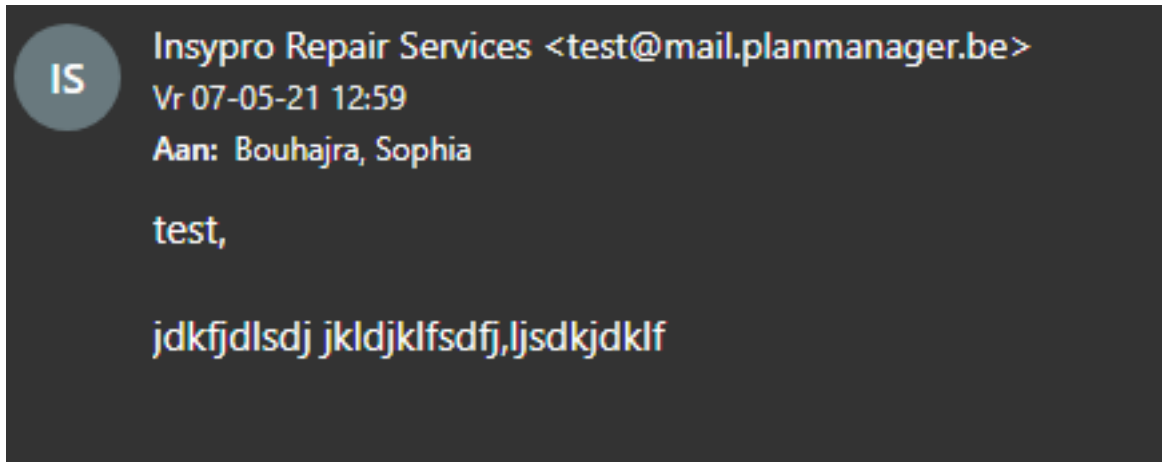 IS
Insypro Repair Services <test@mail.planmanager.be>
Vr 07-05-21 12:59
Aan: Bouhajra, Sophia
test,
jdkfjdlsdj jkldjklfsdfj,ljsdkjdklf